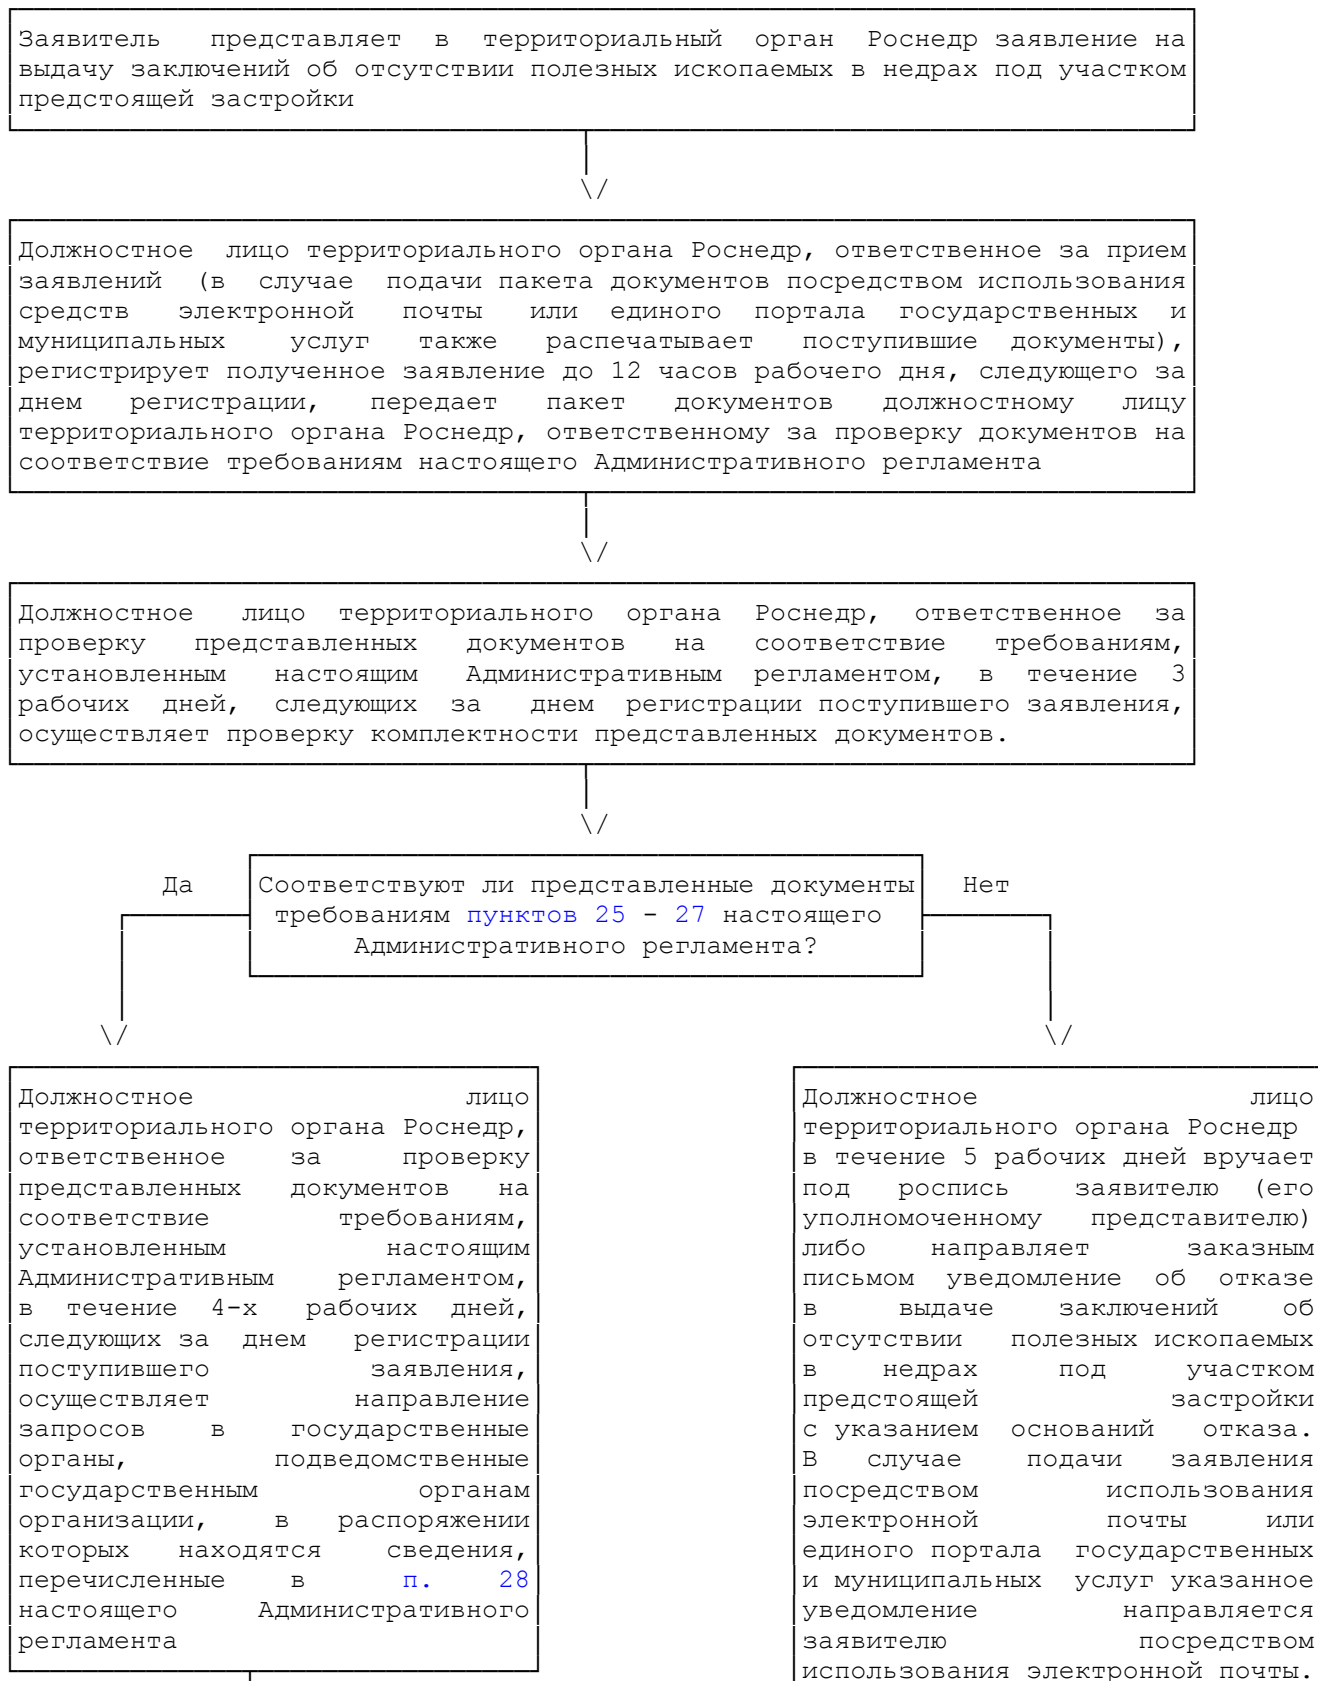 Заявитель представляет в территориальный орган Роснедр заявление на
выдачу заключений об отсутствии полезных ископаемых в недрах под участком
предстоящей застройки
\/
Должностное лицо территориального органа Роснедр, ответственное за прием
заявлений (в случае подачи пакета документов посредством использования
средств электронной почты или единого портала государственных и
муниципальных услуг также распечатывает поступившие документы),
регистрирует полученное заявление до 12 часов рабочего дня, следующего за
днем регистрации, передает пакет документов должностному лицу
территориального органа Роснедр, ответственному за проверку документов на
соответствие требованиям настоящего Административного регламента
\/
Должностное лицо территориального органа Роснедр, ответственное за
проверку представленных документов на соответствие требованиям,
установленным настоящим Административным регламентом, в течение 3
рабочих дней, следующих за днем регистрации поступившего заявления,
осуществляет проверку комплектности представленных документов.
\/
Да
Соответствуют ли представленные документы
требованиям пунктов 25 - 27 настоящего
Административного регламента?
Нет
\/
\/
Должностное лицо
территориального органа Роснедр,
ответственное за проверку
представленных документов на
соответствие требованиям,
установленным настоящим
Административным регламентом,
в течение 4-х рабочих дней,
следующих за днем регистрации
поступившего заявления,
осуществляет направление
запросов в государственные
органы, подведомственные
государственным органам
организации, в распоряжении
которых находятся сведения,
перечисленные в п. 28
настоящего Административного
регламента
Должностное лицо
территориального органа Роснедр
в течение 5 рабочих дней вручает
под роспись заявителю (его
уполномоченному представителю)
либо направляет заказным
письмом уведомление об отказе
в выдаче заключений об
отсутствии полезных ископаемых
в недрах под участком
предстоящей застройки
с указанием оснований отказа.
В случае подачи заявления
посредством использования
электронной почты или
единого портала государственных
и муниципальных услуг указанное
уведомление направляется
заявителю посредством
использования электронной почты.